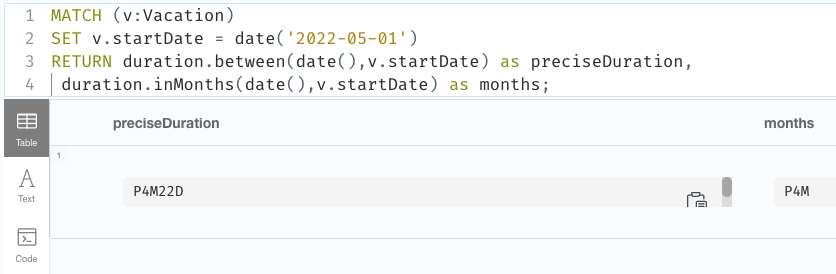 1 MATCH (v:Vacation)
2 SET v.startDate = date('2022-05-01')
3 RETURN duration.between(date(),v.startDate) as preciseDuration,
4 duration.inMonths(date(),v.startDate) as months;
Table
Text
Code
preciseDuration months
1
P4M22D P4M